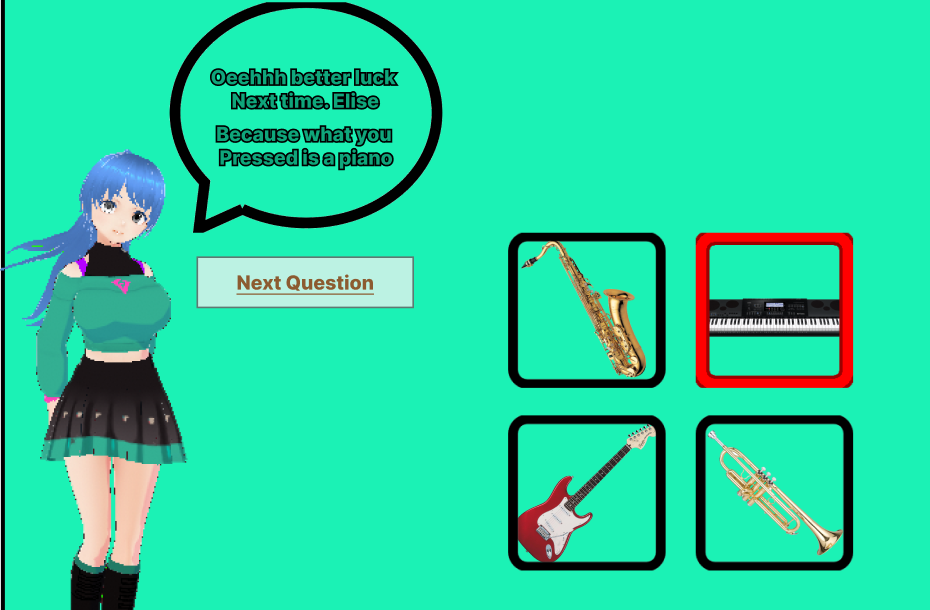 Oeehhh better luck
Next time. Elise
Because what you
Pressed is a piano
Next Question